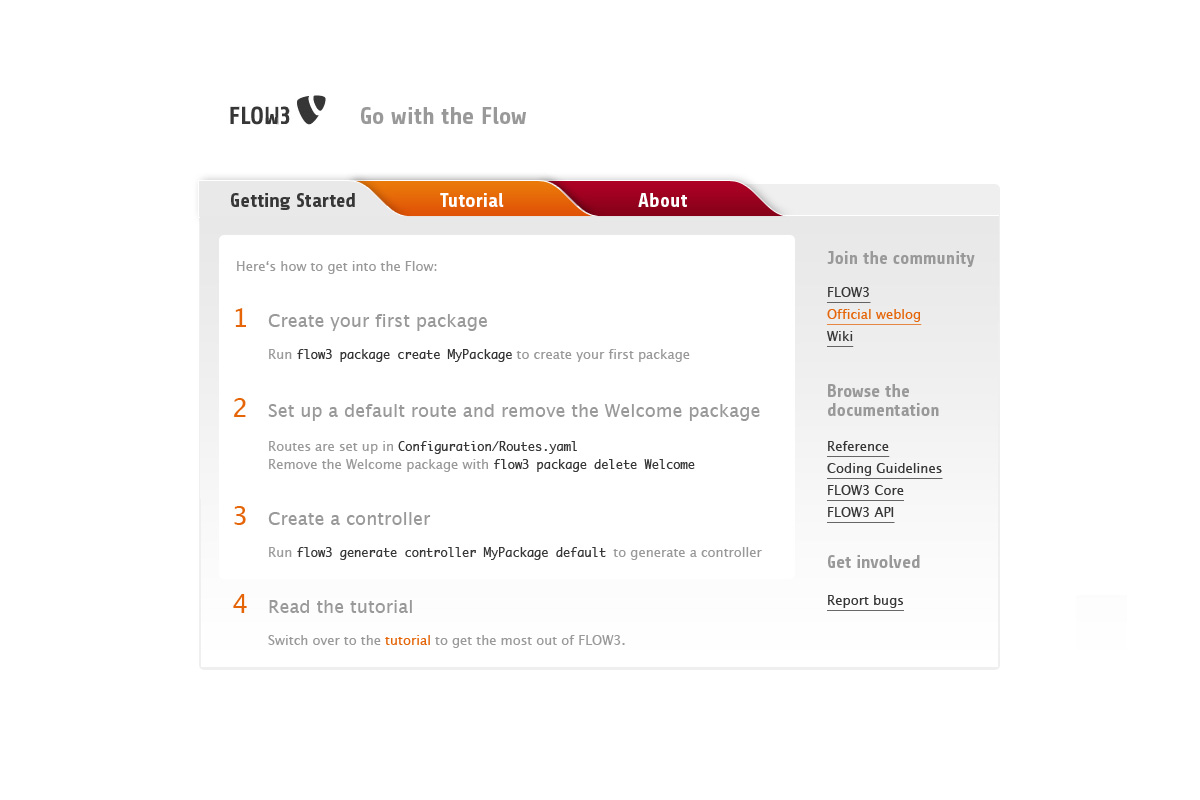 FLOW3
Go with the Flow
Getting Started
Tutorial
About
Here's how to get into the Flow:
1
Create your first package
Run flow3 package create MyPackage to create your first package
2
Set up a default route and remove the Welcome package
Routes are set up in Configuration/Routes.yaml
Remove the Welcome package with flow3 package delete Welcome
3
Create a controller
Run flow3 generate controller MyPackage default to generate a controller
4
Read the tutorial
Switch over to the tutorial to get the most out of FLOW3.
Join the community
FLOW3
Official weblog
Wiki
Browse the
documentation
Reference
Coding Guidelines
FLOW3 Core
FLOW3 API
Get involved
Report bugs